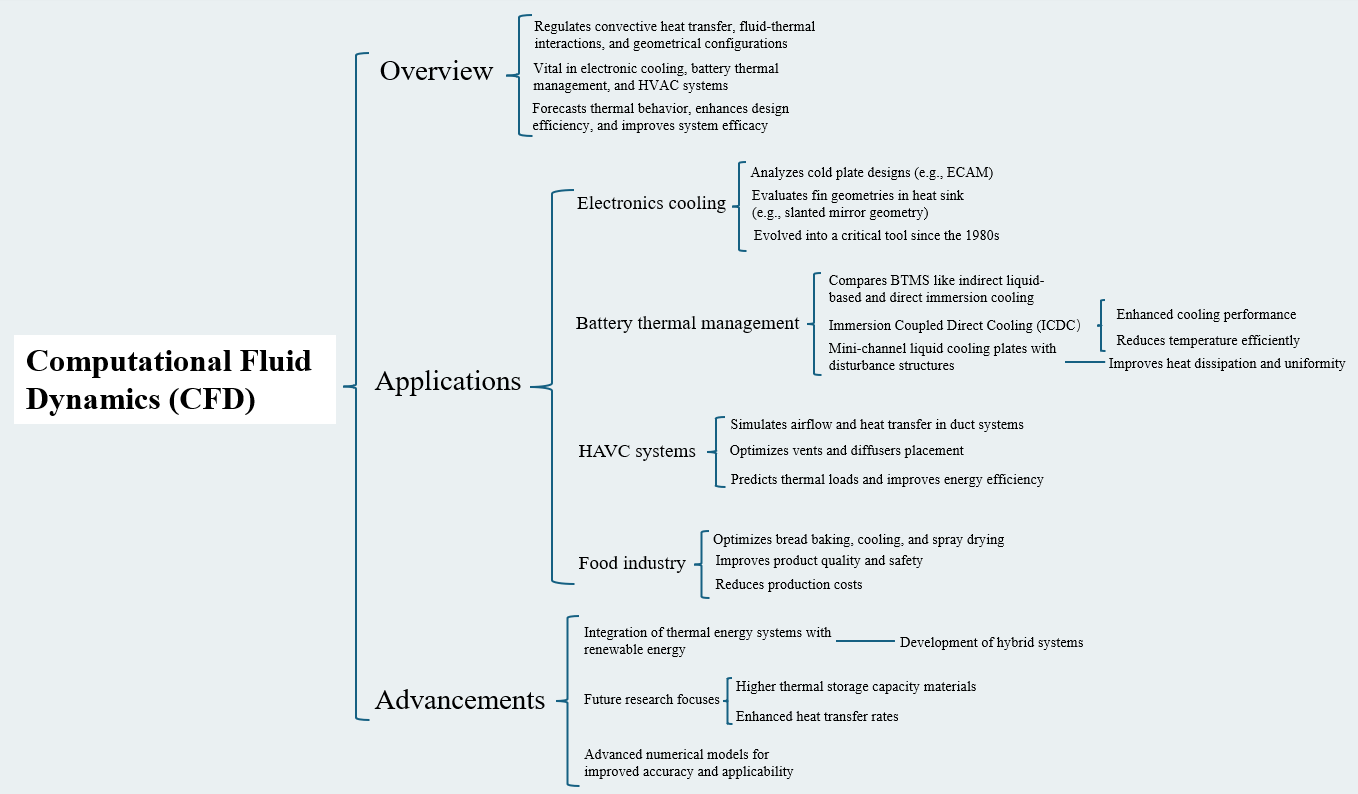 Computational Fluid
Dynamics (CFD)
Overview
Regulates convective heat transfer, fluid-thermal
interactions, and geometrical configurations
Vital in electronic cooling, battery thermal
management, and HVAC systems
Forecasts thermal behavior, enhances design
efficiency, and improves system efficacy
Applications
Electronics cooling
Analyzes cold plate designs (e.g., ECAM)
Evaluates fin geometries in heat sink
(e.g., slanted mirror geometry)
Evolved into a critical tool since the 1980s
Battery thermal management
Compares BTMS like indirect liquid-
based and direct immersion cooling
Immersion Coupled Direct Cooling (ICDC)
Enhanced cooling performance
Reduces temperature efficiently
Mini-channel liquid cooling plates with
disturbance structures
Improves heat dissipation and uniformity
HAVC systems
Simulates airflow and heat transfer in duct systems
Optimizes vents and diffusers placement
Predicts thermal loads and improves energy efficiency
Food industry
Optimizes bread baking, cooling, and spray drying
Improves product quality and safety
Reduces production costs
Advancements
Integration of thermal energy systems with
renewable energy
Development of hybrid systems
Future research focuses
Higher thermal storage capacity materials
Enhanced heat transfer rates
Advanced numerical models for
improved accuracy and applicability